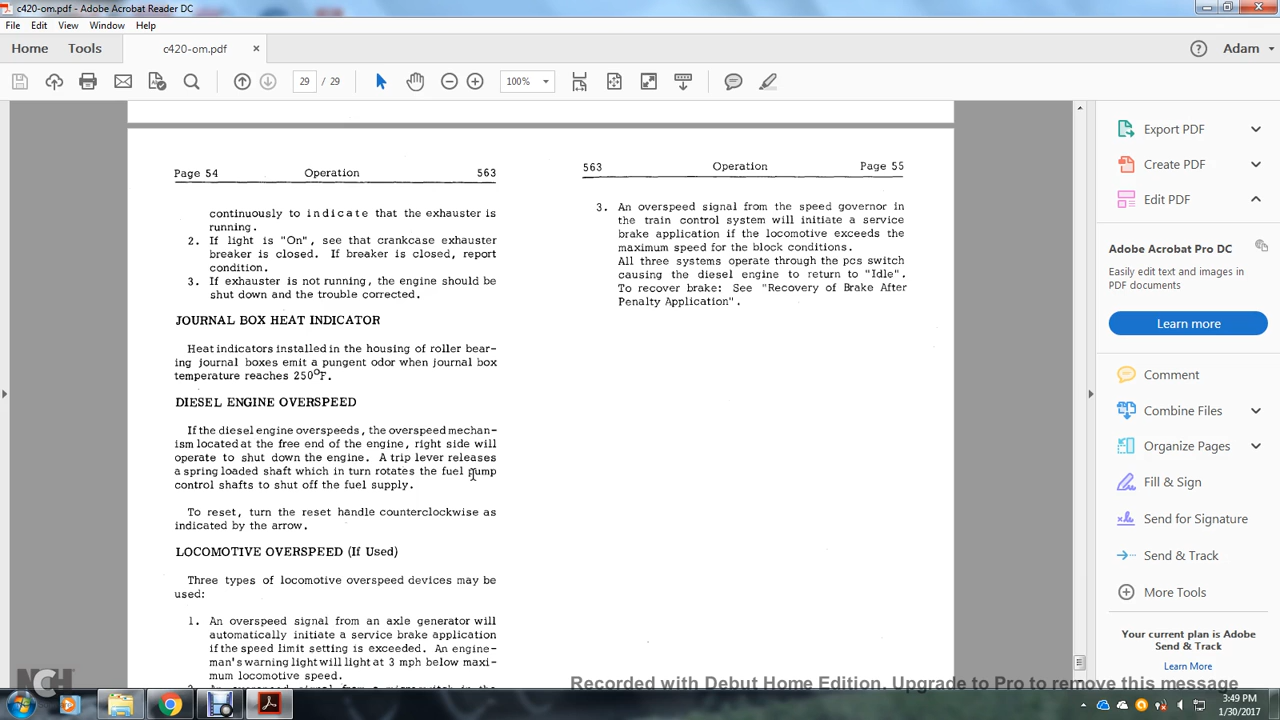 c420-om.pdf - Adobe Acrobat Reader DC
File Edit View Window Help
Home Tools c420-om.pdf × Adam
29 / 29 100%
Page 54 Operation 563
continuously to indicate that the exhauster is
running.
2. If light is "On", see that crankcase exhauster
breaker is closed. If breaker is closed, report
condition.
3. If exhauster is not running, the engine should be
shut down and the trouble corrected.
JOURNAL BOX HEAT INDICATOR
Heat indicators installed in the housing of roller bear-
ing journal boxes emit a pungent odor when journal box
temperature reaches 250°F.
DIESEL ENGINE OVERSPEED
If the diesel engine overspeeds, the overspeed mechan-
ism located at the free end of the engine, right side will
operate to shut down the engine. A trip lever releases
a spring loaded shaft which in turn rotates the fuel pump
control shafts to shut off the fuel supply.
To reset, turn the reset handle counterclockwise as
indicated by the arrow.
LOCOMOTIVE OVERSPEED (If Used)
Three types of locomotive overspeed devices may be
used:
1. An overspeed signal from an axle generator will
automatically initiate a service brake application
if the speed limit setting is exceeded. An engine-
man's warning light will light at 3 mph below maxi-
mum locomotive speed.
563 Operation Page 55
3. An overspeed signal from the speed governor in
the train control system will initiate a service
brake application if the locomotive exceeds the
maximum speed for the block conditions.
All three systems operate through the pcs switch
causing the diesel engine to return to "Idle".
To recover brake: See "Recovery of Brake After
Penalty Application".
Export PDF
Create PDF
Edit PDF
Adobe Acrobat Pro DC
Easily edit text and images in
PDF documents
Learn more
Comment
Combine Files
Organize Pages
Fill & Sign
Send for Signature
Send & Track
More Tools
Your current plan is Adobe
Send & Track
Learn More
NCH
Recorded with Debut Home Edition. Upgrade to Pro to remove this message
3:49 PM
1/30/2017